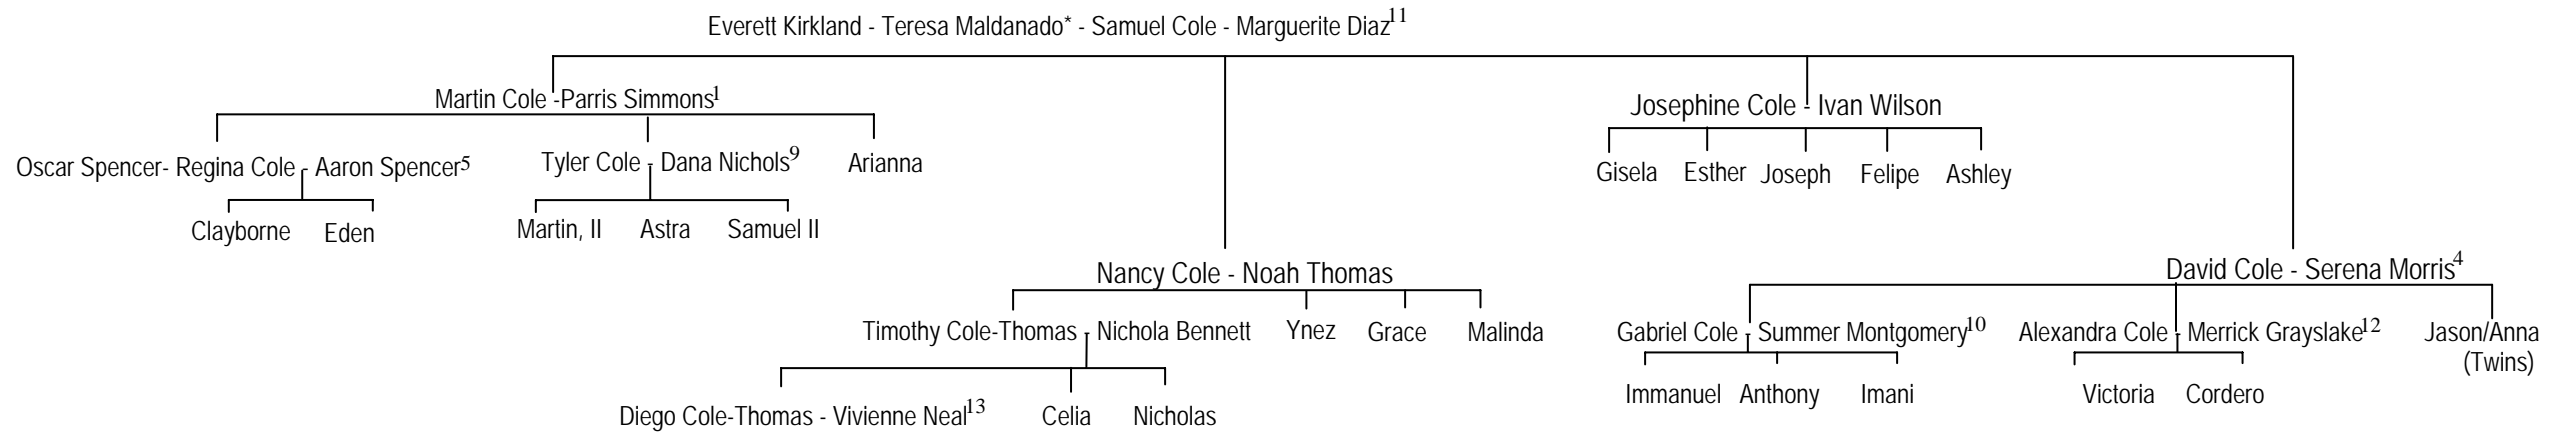 Everett Kirkland - Teresa Maldanado* - Samuel Cole - Marguerite Diaz11
Martin Cole -Parris Simmons1
Josephine Cole - Ivan Wilson
Oscar Spencer- Regina Cole - Aaron Spencer5
Tyler Cole - Dana Nichols9
Arianna
Gisela Esther Joseph Felipe Ashley
Clayborne Eden
Martin, II Astra Samuel II
Nancy Cole - Noah Thomas
David Cole - Serena Morris4
Timothy Cole-Thomas - Nichola Bennett Ynez Grace Malinda
Gabriel Cole - Summer Montgomery10
Alexandra Cole - Merrick Grayslake12
Jason/Anna
(Twins)
Immanuel Anthony Imani
Victoria Cordero
Diego Cole-Thomas - Vivienne Neal13
Celia Nicholas